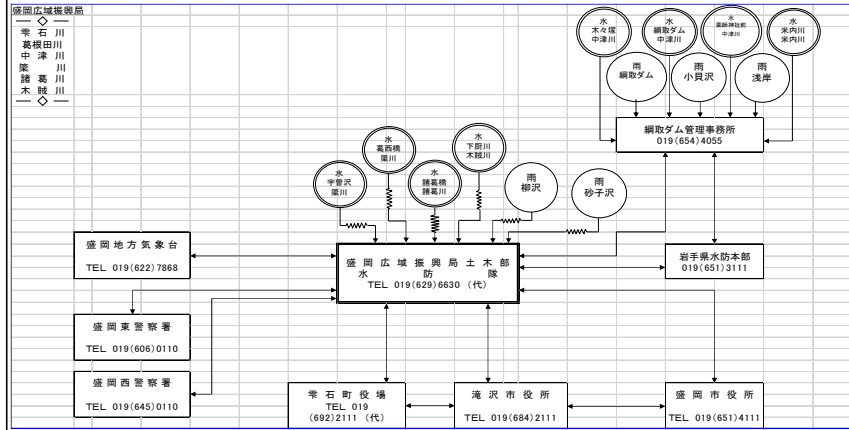 盛岡広域振興局
雫石川
葛根田川
中津川
簗川
諸葛川
木賊川
水
木々塚
中津川
水
綱取ダム
中津川
水
薬師神社前
中津川
水
米内川
米内川
雨
綱取ダム
雨
小貝沢
雨
浅岸
綱取ダム管理事務所
019(654)4055
水
宇曽沢
簗川
水
葛西橋
簗川
水
諸葛橋
諸葛川
水
下厨川
木賊川
雨
柳沢
雨
砂子沢
盛岡地方気象台
TEL 019(622)7868
盛岡広域振興局土木部
水防隊
TEL 019(629)6630 (代)
岩手県水防本部
019(651)3111
盛岡東警察署
TEL 019(606)0110
盛岡西警察署
TEL 019(645)0110
雫石町役場
TEL 019
(692)2111 (代)
滝沢市役所
TEL 019(684)2111
盛岡市役所
TEL 019(651)4111